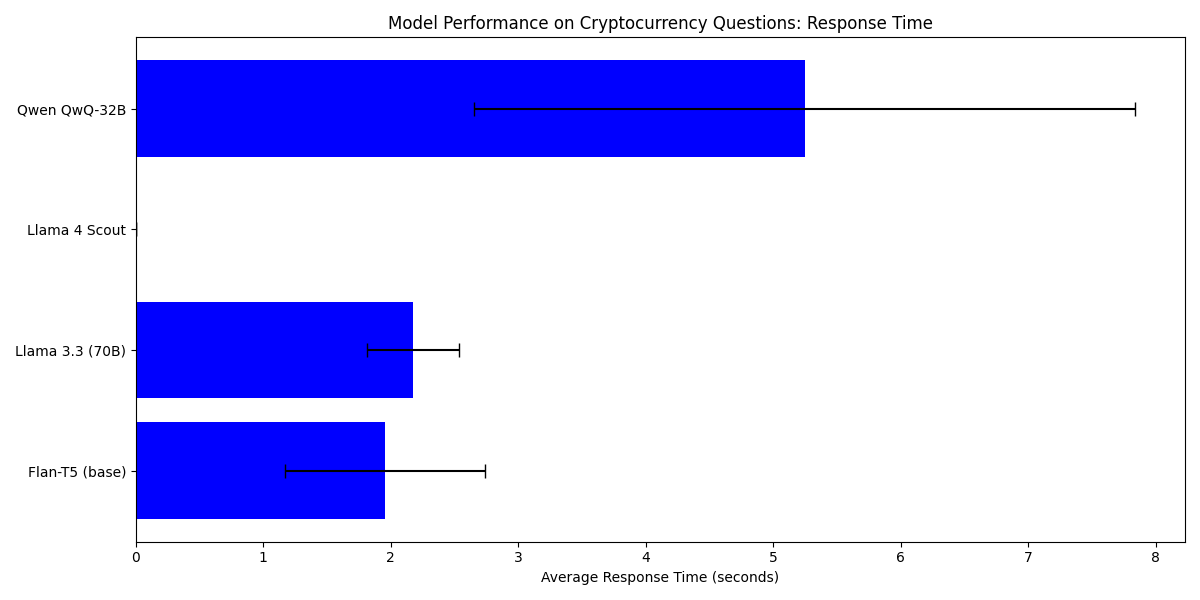 Model Performance on Cryptocurrency Questions: Response Time
Qwen QwQ-32B
Llama 4 Scout
Llama 3.3 (70B)
Flan-T5 (base)
0 1 2 3 4 5 6 7 8
Average Response Time (seconds)